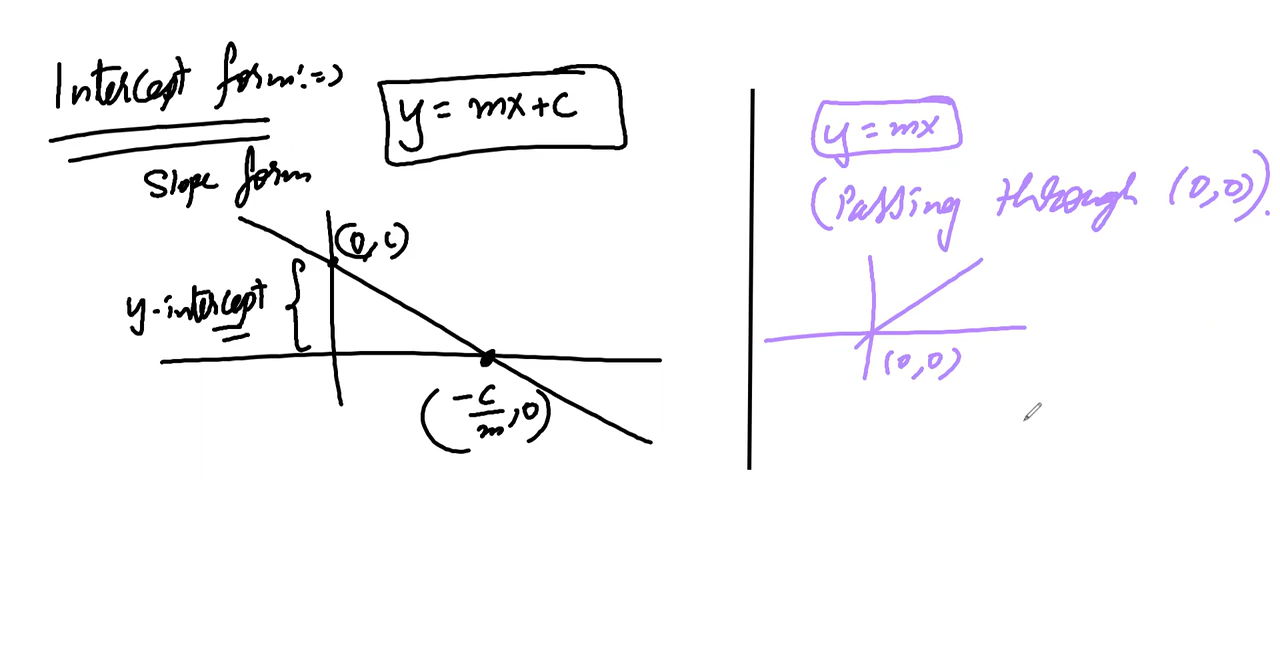 Intercept form:=>
y = mx+c
Slope form
(0, c)
y-intercept {
(-c/m, 0)
y = mx
(Passing through (0,0)).
(0,0)